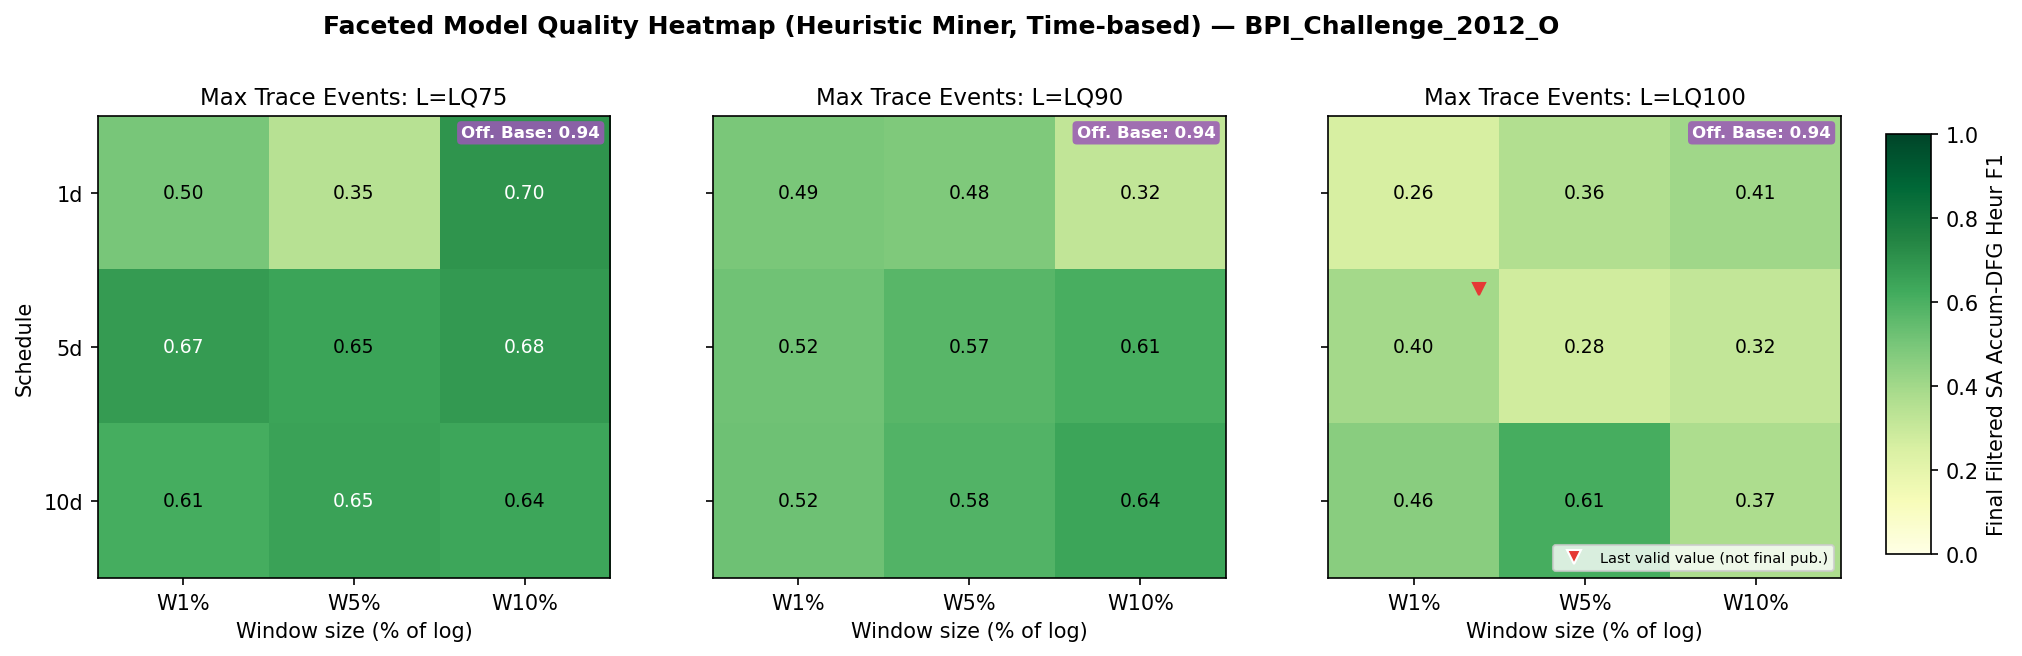 Faceted Model Quality Heatmap (Heuristic Miner, Time-based) — BPI_Challenge_2012_O
Max Trace Events: L=LQ75
Off. Base: 0.94
Schedule
1d
0.50 0.35 0.70
5d
0.67 0.65 0.68
10d
0.61 0.65 0.64
W1% W5% W10%
Window size (% of log)
Max Trace Events: L=LQ90
Off. Base: 0.94
0.49 0.48 0.32
0.52 0.57 0.61
0.52 0.58 0.64
W1% W5% W10%
Window size (% of log)
Max Trace Events: L=LQ100
Off. Base: 0.94
0.26 0.36 0.41
0.40 0.28 0.32
0.46 0.61 0.37
Last valid value (not final pub.)
W1% W5% W10%
Window size (% of log)
1.0
0.8
0.6
0.4
0.2
0.0
Final Filtered SA Accum-DFG Heur F1